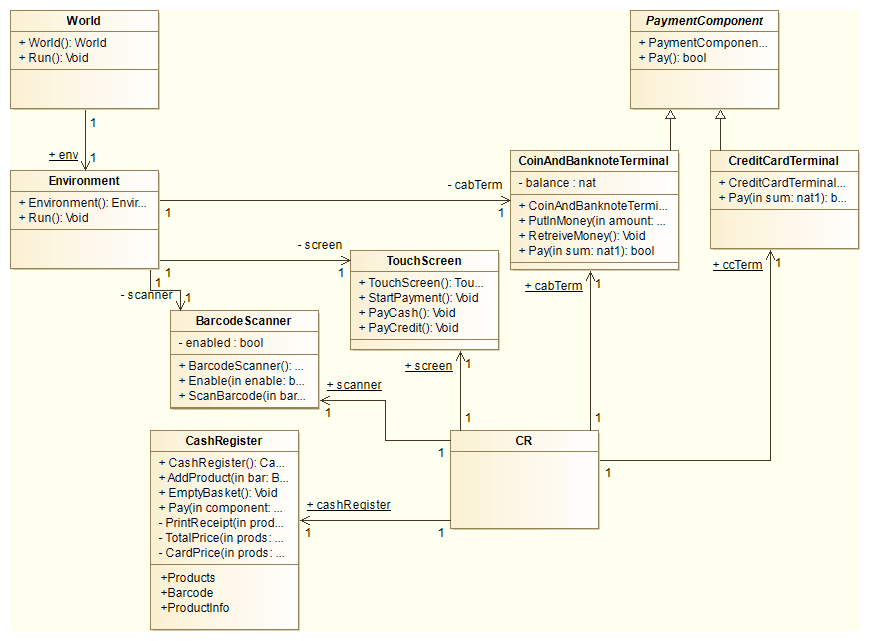 World
+ World(): World
+ Run(): Void
PaymentComponent
+ PaymentComponen...
+ Pay(): bool
1
+ env
1
Environment
+ Environment(): Envir...
+ Run(): Void
1
- cabTerm
1
CoinAndBanknoteTerminal
- balance : nat
+ CoinAndBanknoteTermi...
+ PutInMoney(in amount: ...
+ RetreiveMoney(): Void
+ Pay(in sum: nat1): bool
CreditCardTerminal
+ CreditCardTerminal...
+ Pay(in sum: nat1): b...
- screen
1
1
TouchScreen
+ TouchScreen(): Tou...
+ StartPayment(): Void
+ PayCash(): Void
+ PayCredit(): Void
1
- scanner
1
BarcodeScanner
- enabled : bool
+ BarcodeScanner(): ...
+ Enable(in enable: b...
+ ScanBarcode(in bar...
+ cabTerm
1
+ ccTerm
1
+ screen
1
+ scanner
1
1
1
CR
1
1
CashRegister
+ CashRegister(): Ca...
+ AddProduct(in bar: B...
+ EmptyBasket(): Void
+ Pay(in component: ...
- PrintReceipt(in prod...
- TotalPrice(in prods: ...
- CardPrice(in prods: ...
+Products
+Barcode
+ProductInfo
+ cashRegister
1
1